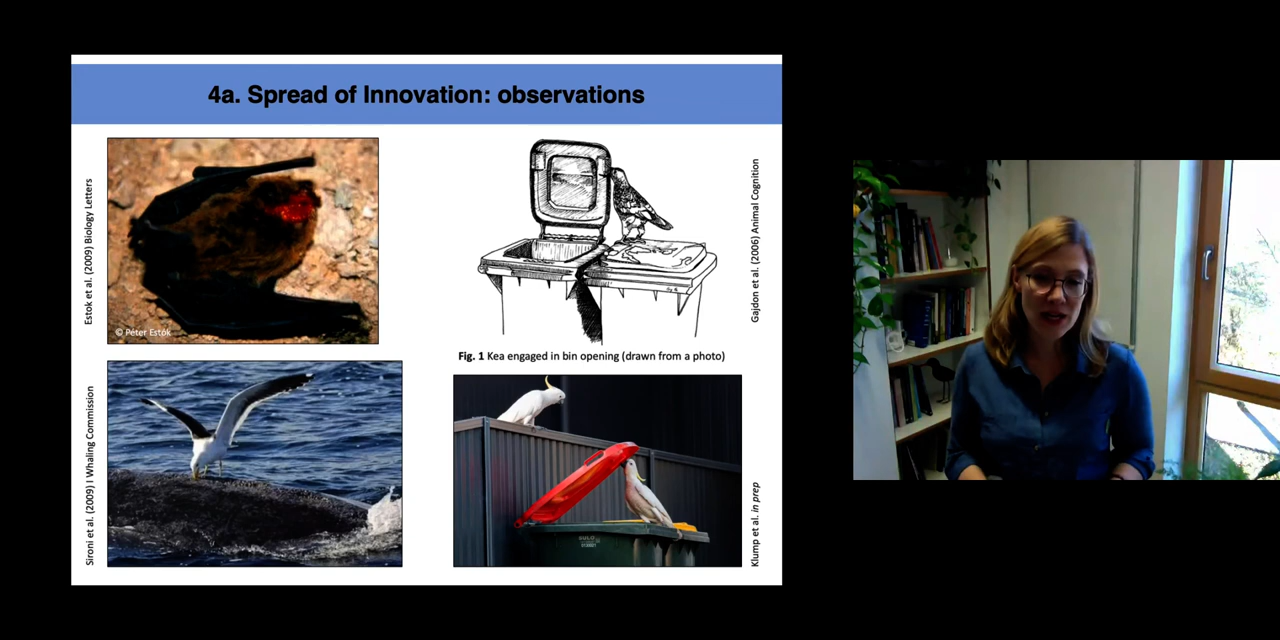 4a. Spread of Innovation: observations
Estok et al. (2009) Biology Letters
© Péter Estók
Gajdon et al. (2006) Animal Cognition
Fig. 1 Kea engaged in bin opening (drawn from a photo)
Sironi et al. (2009) I Whaling Commission
SULO
Klump et al. in prep